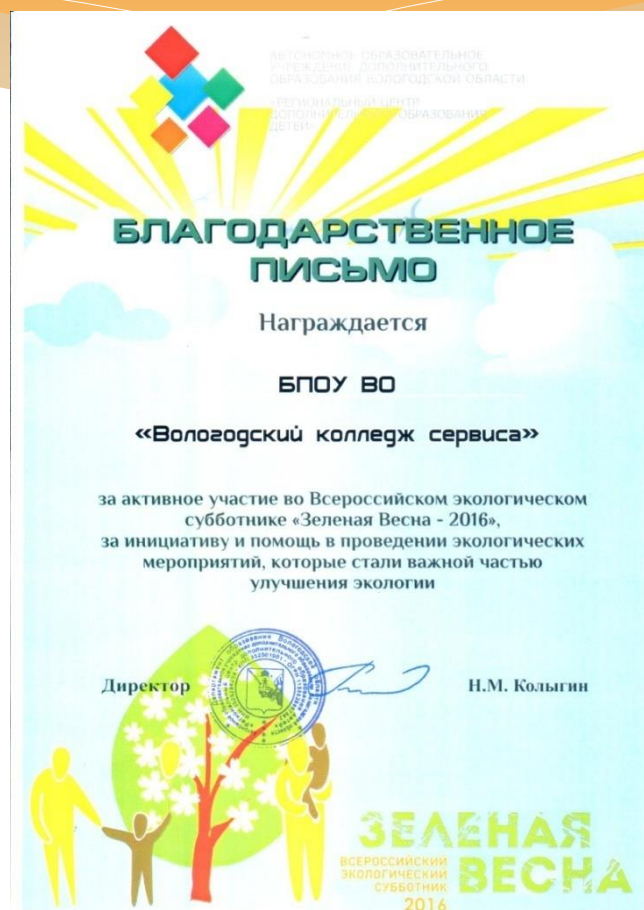 АВТОНОМНОЕ ОБРАЗОВАТЕЛЬНОЕ
УЧРЕЖДЕНИЕ ДОПОЛНИТЕЛЬНОГО
ОБРАЗОВАНИЯ ВОЛОГОДСКОЙ ОБЛАСТИ
«РЕГИОНАЛЬНЫЙ ЦЕНТР
ДОПОЛНИТЕЛЬНОГО ОБРАЗОВАНИЯ
ДЕТЕЙ»
БЛАГОДАРСТВЕННОЕ
ПИСЬМО
Награждается
БПОУ ВО
«Вологодский колледж сервиса»
за активное участие во Всероссийском экологическом
субботнике «Зеленая Весна - 2016»,
за инициативу и помощь в проведении экологических
мероприятий, которые стали важной частью
улучшения экологии
Директор
Н.М. Колыгин
ЗЕЛЕНАЯ
ВЕСНА
ВСЕРОССИЙСКИЙ
ЭКОЛОГИЧЕСКИЙ
СУББОТНИК
2016